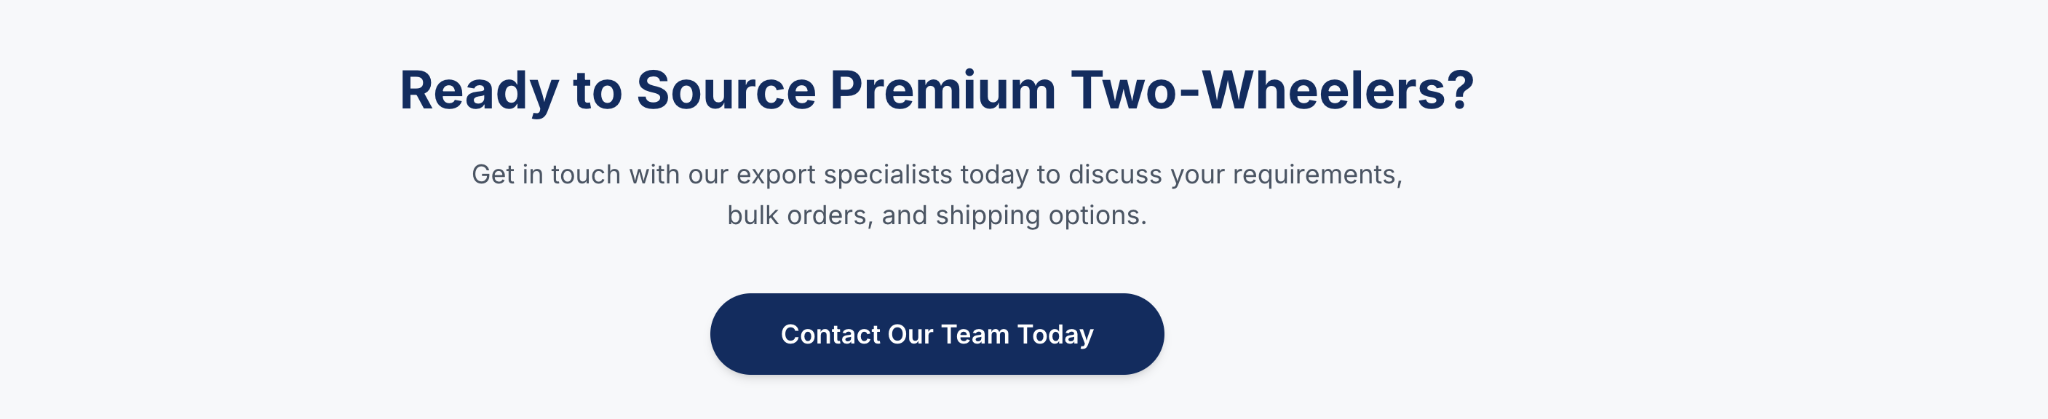 Ready to Source Premium Two-Wheelers?
Get in touch with our export specialists today to discuss your requirements,
bulk orders, and shipping options.
Contact Our Team Today